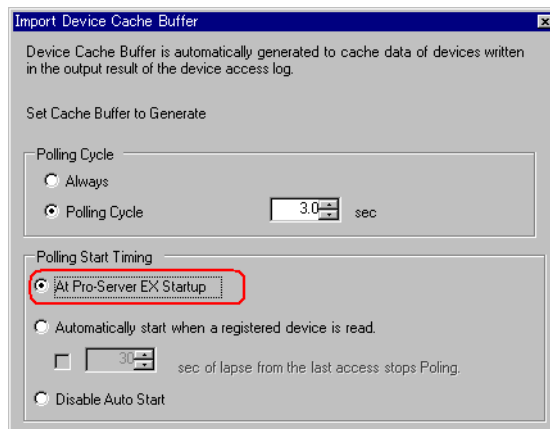 Import Device Cache Buffer
Device Cache Buffer is automatically generated to cache data of devices written
in the output result of the device access log.
Set Cache Buffer to Generate
Polling Cycle
Always
Polling Cycle 3.0 sec
Polling Start Timing
At Pro-Server EX Startup
Automatically start when a registered device is read.
30 sec of lapse from the last access stops Poling.
Disable Auto Start